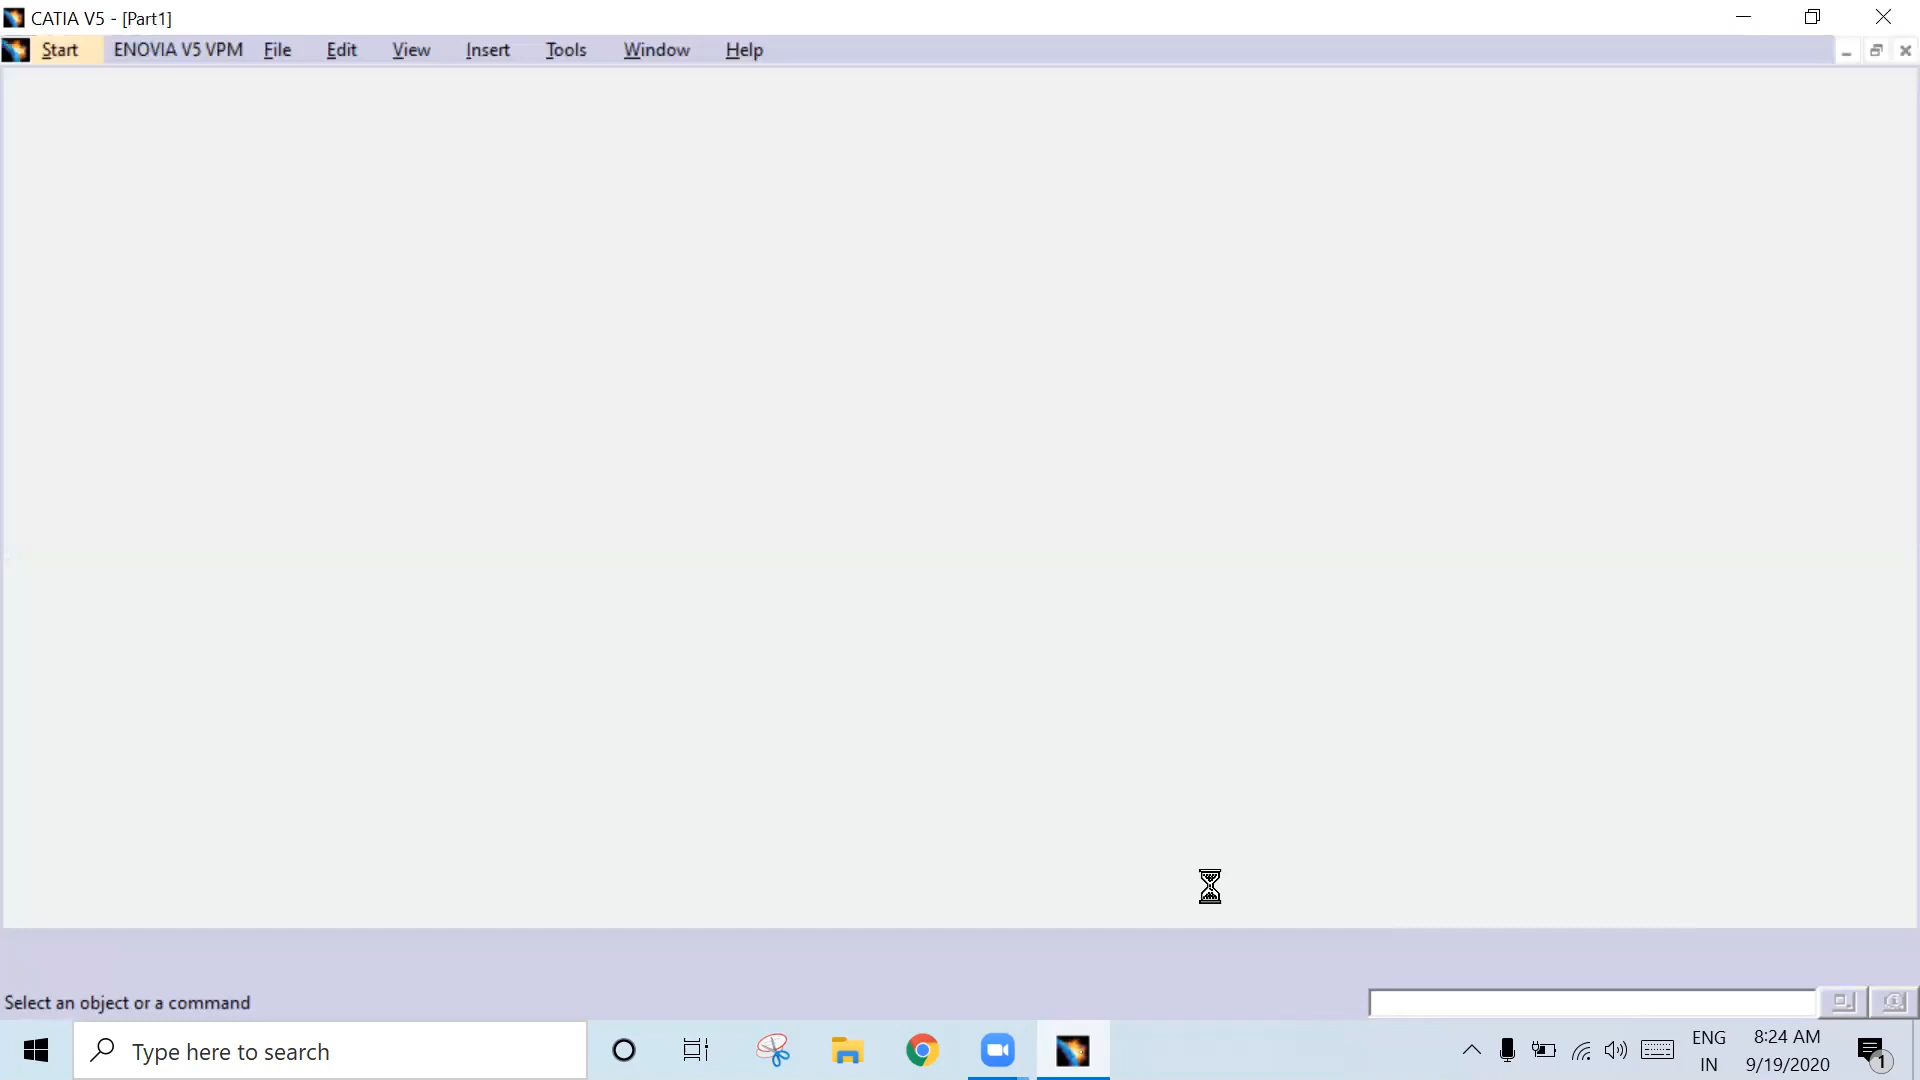 CATIA V5 - [Part1]
Start ENOVIA V5 VPM File Edit View Insert Tools Window Help
Select an object or a command
Type here to search
ENG
IN
8:24 AM
9/19/2020
1